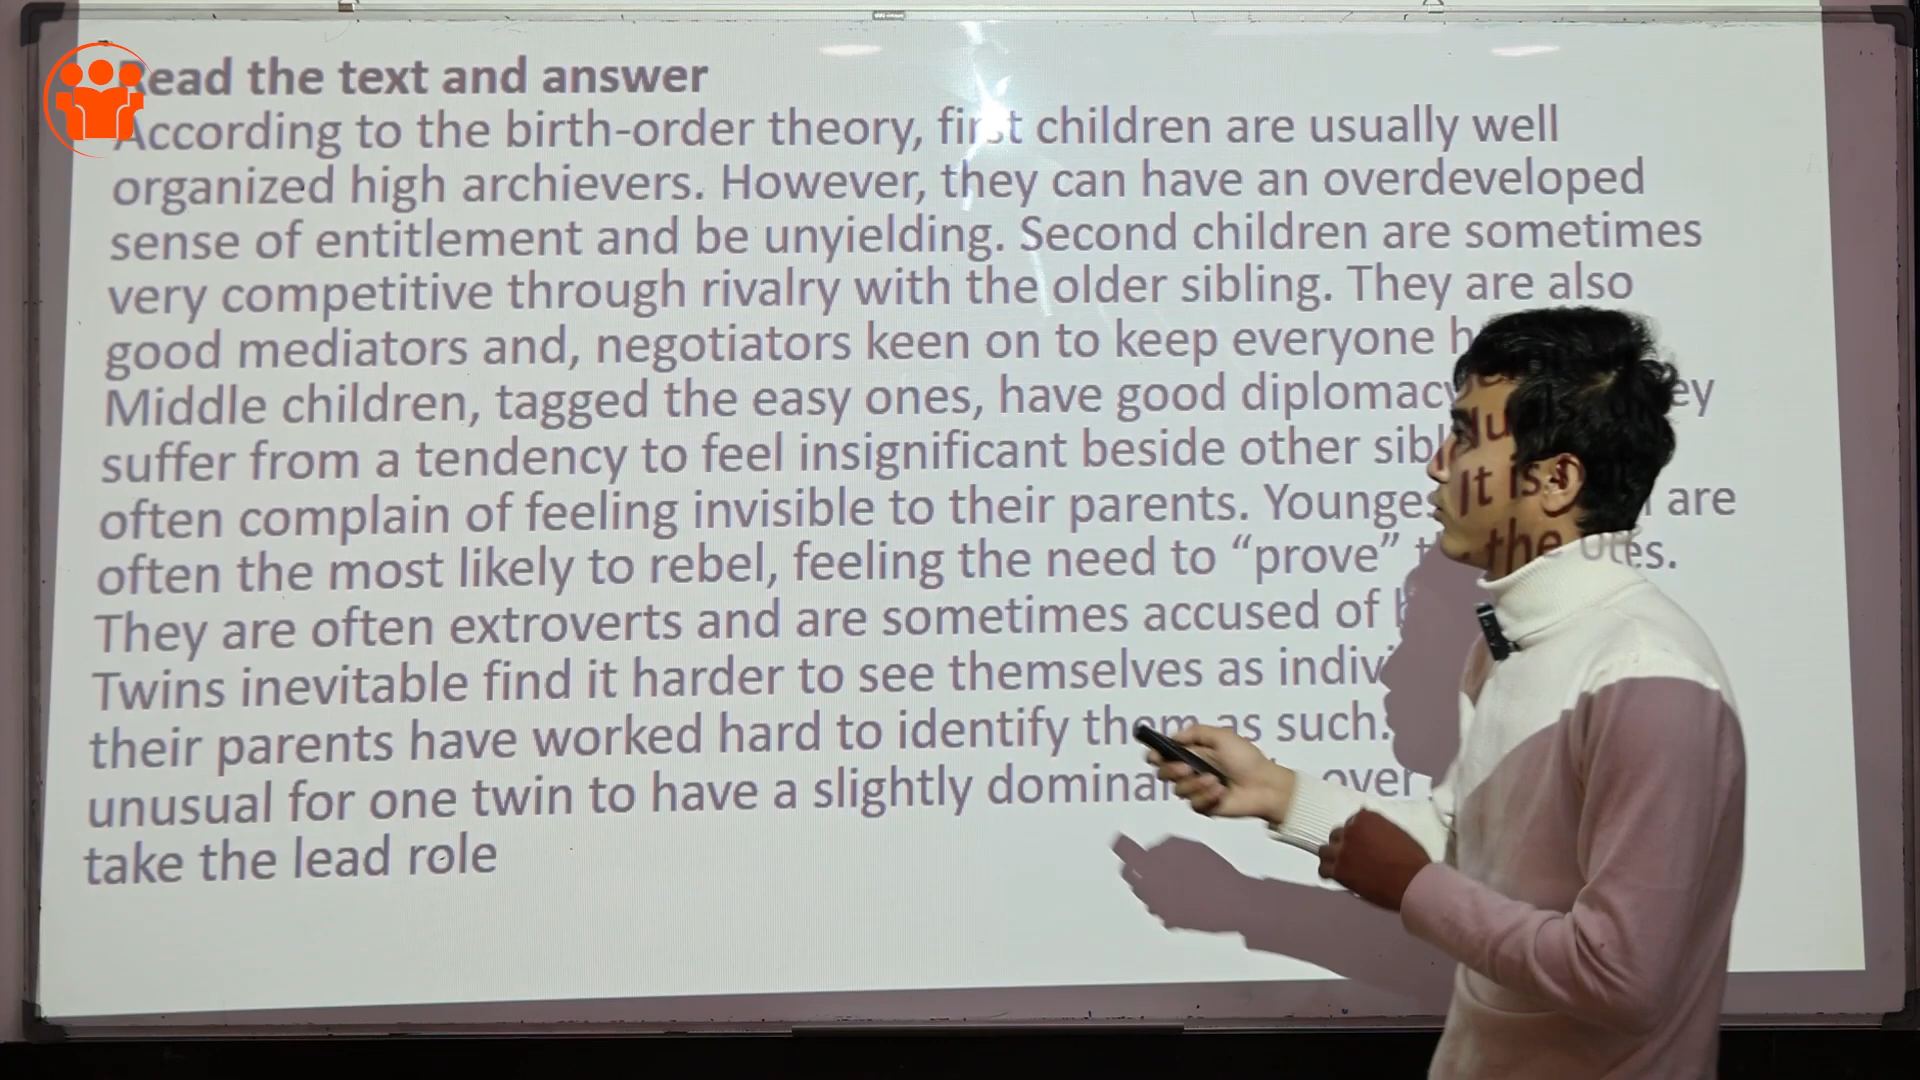 Read the text and answer
According to the birth-order theory, first children are usually well
organized high archievers. However, they can have an overdeveloped
sense of entitlement and be unyielding. Second children are sometimes
very competitive through rivalry with the older sibling. They are also
good mediators and, negotiators keen on to keep everyone
Middle children, tagged the easy ones, have good diplomacy
suffer from a tendency to feel insignificant beside other
often complain of feeling invisible to their parents. are
often the most likely to rebel, feeling the need to “prove”
They are often extroverts and are sometimes accused of
Twins inevitable find it harder to see themselves as
their parents have worked hard to identify them as such. It is
unusual for one twin to have a slightly over the
take the lead role